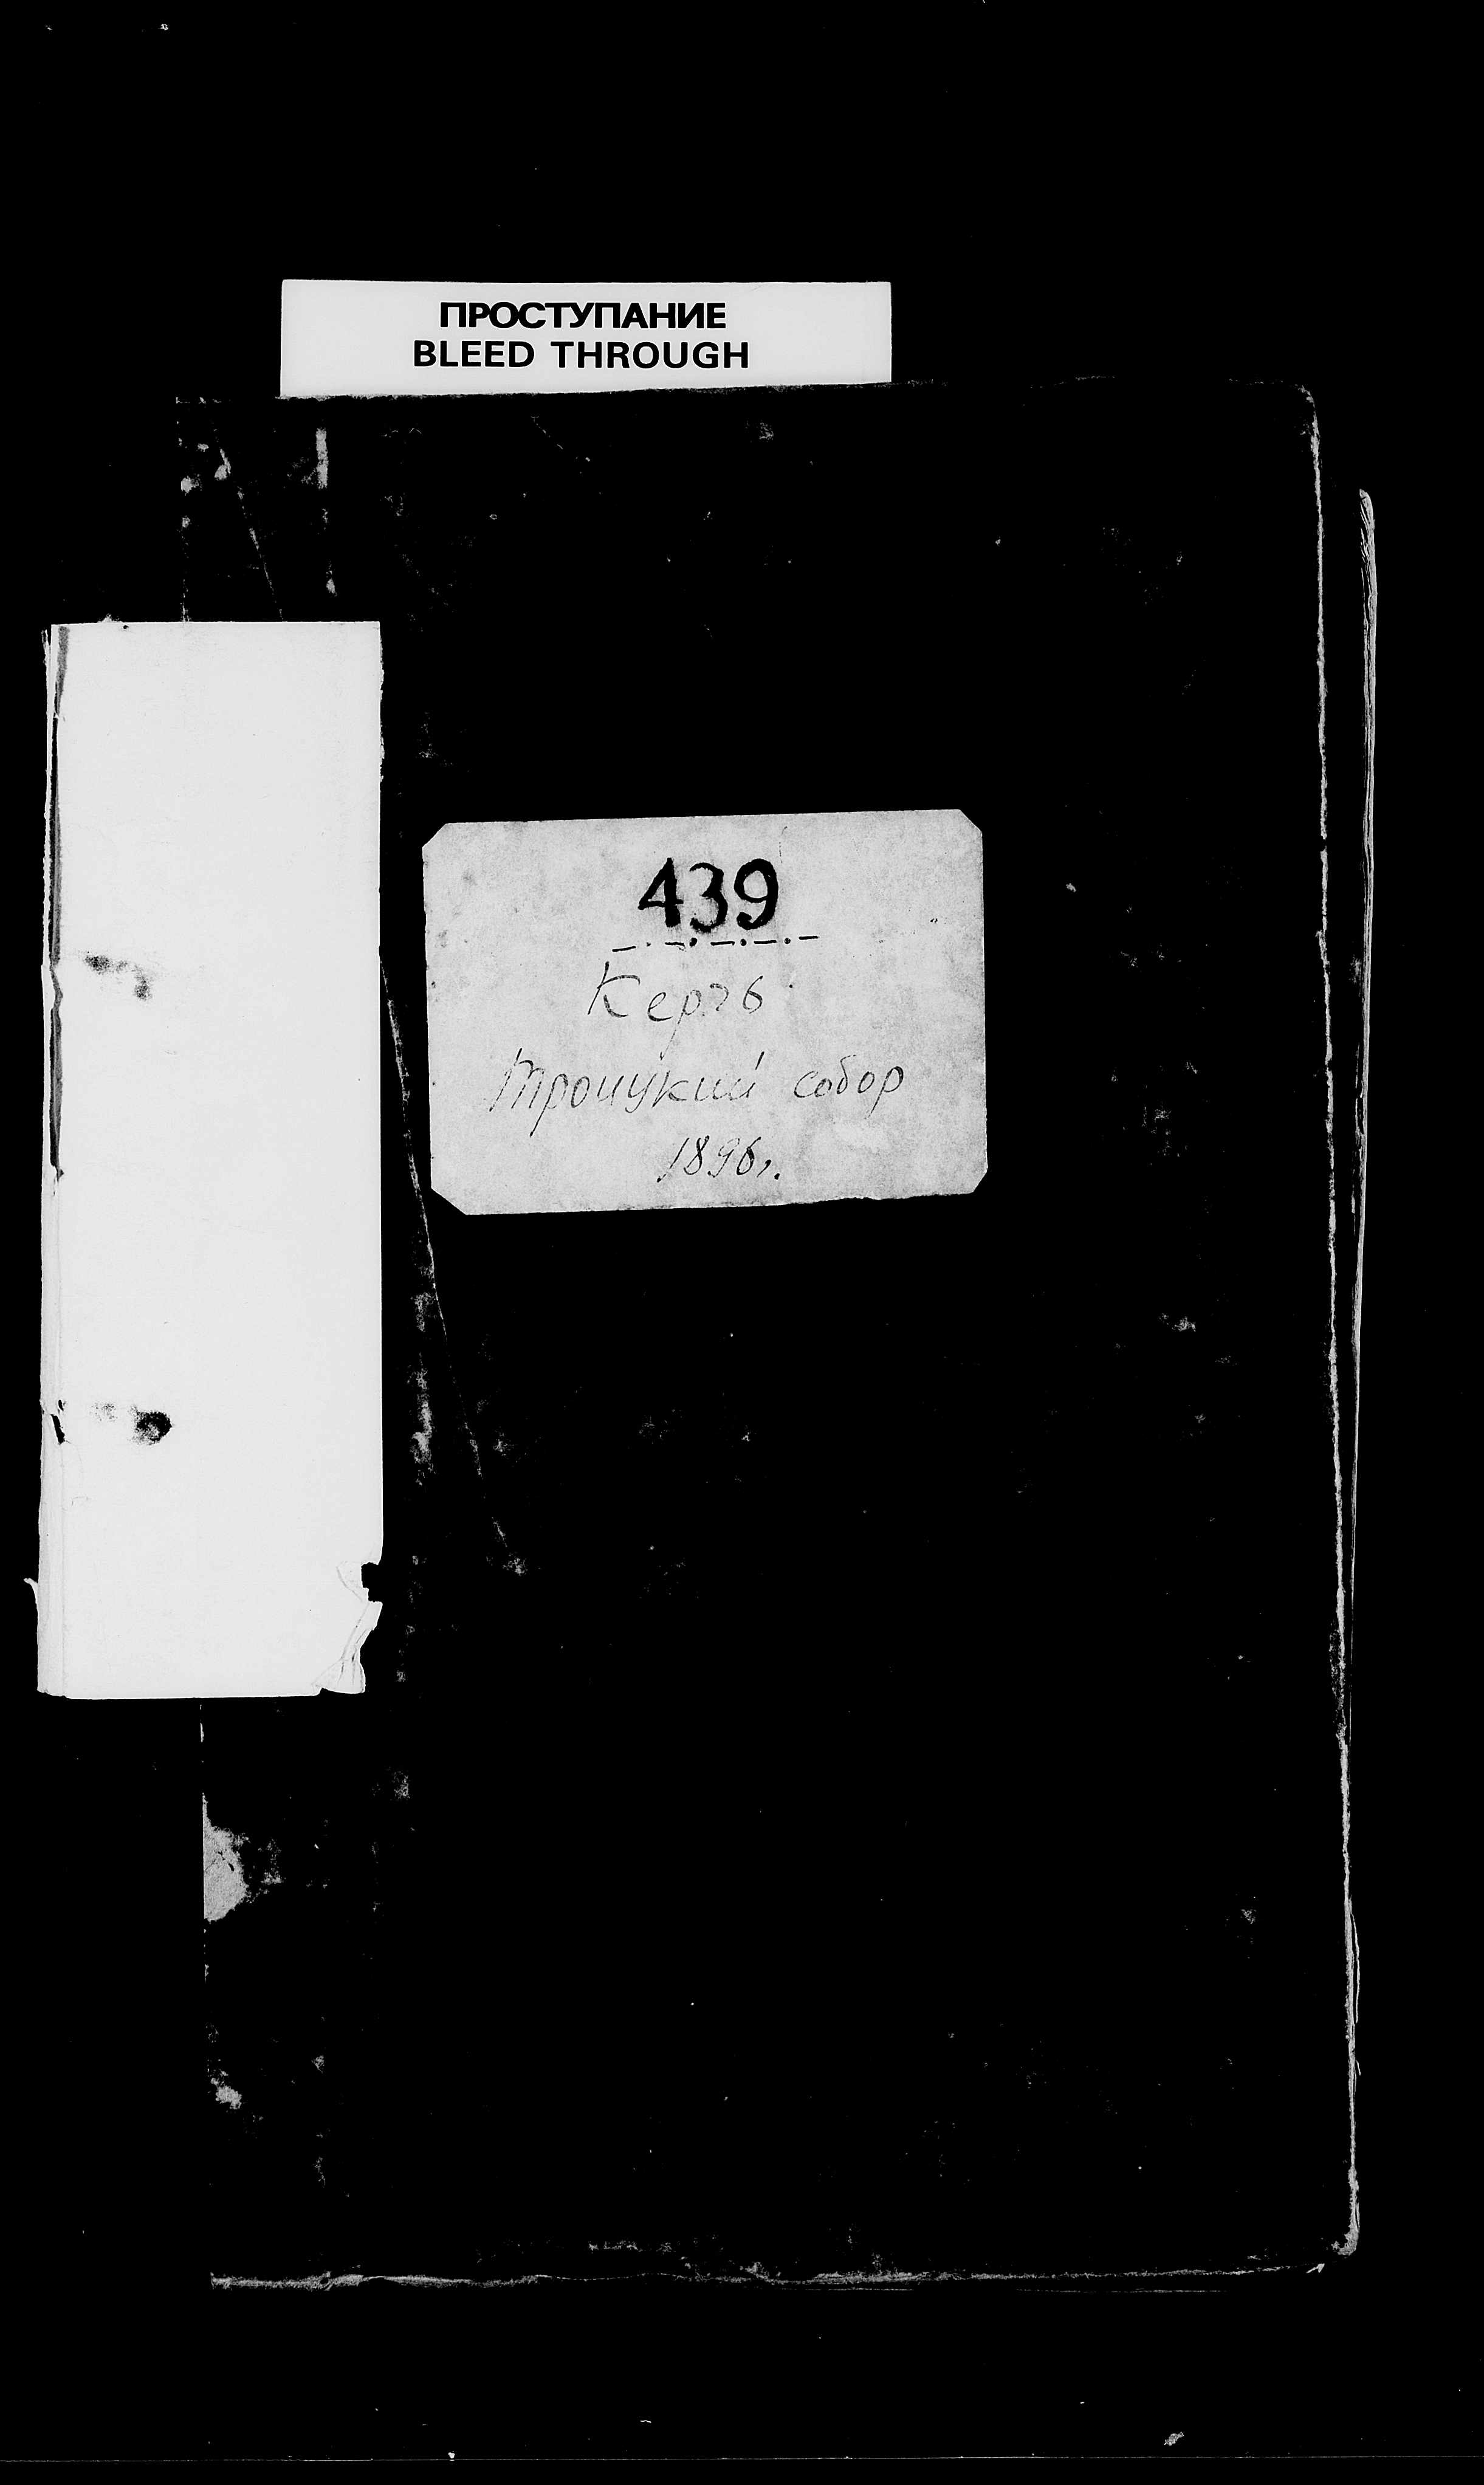 ПРОСТУПАНИЕ
BLEED THROUGH
439
Керчь
Троицкий собор
1896 г.